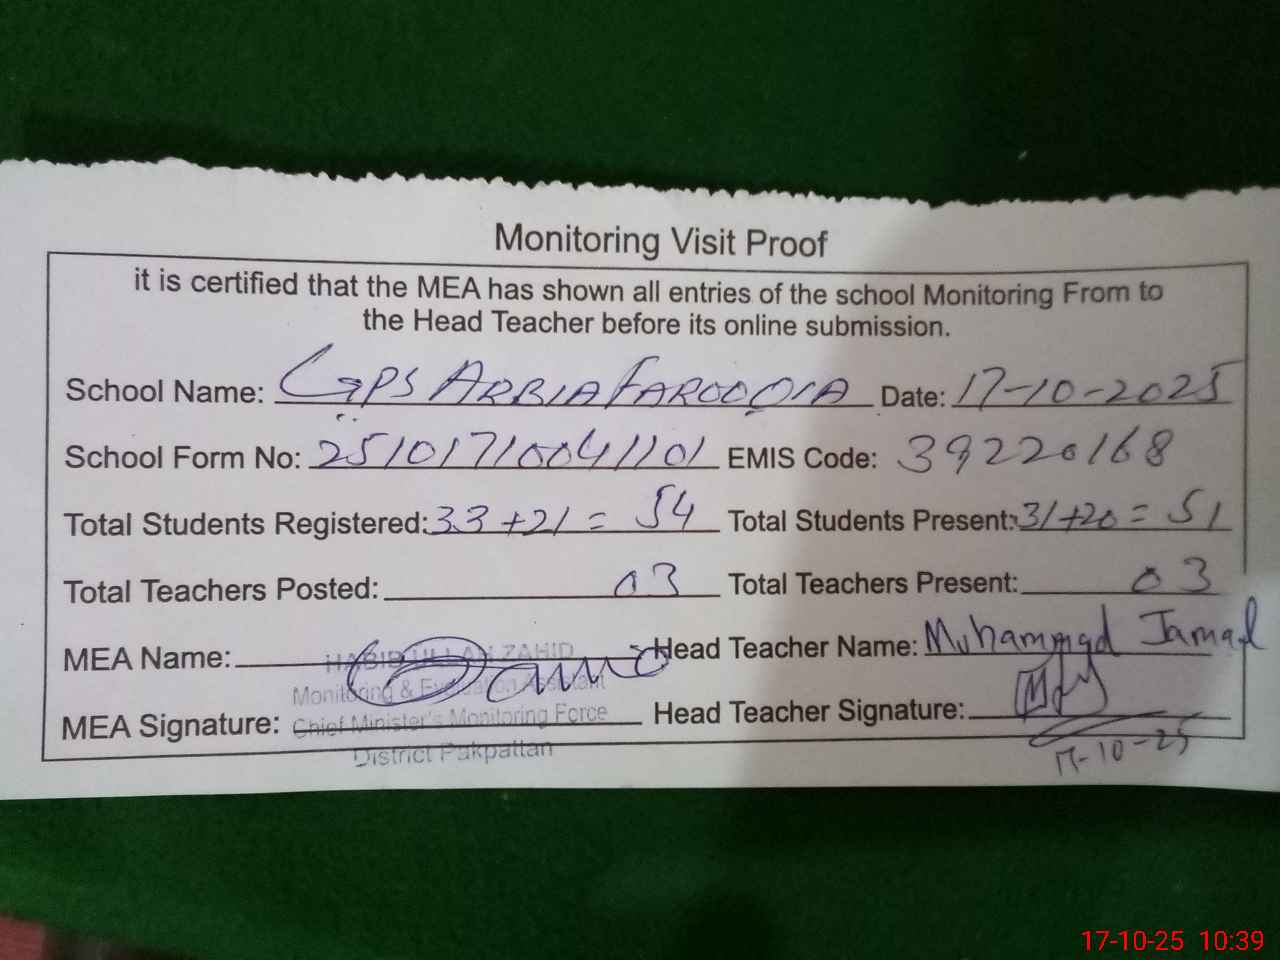 Monitoring Visit Proof
it is certified that the MEA has shown all entries of the school Monitoring From to
the Head Teacher before its online submission.
School Name: GPS ARBIA FAROOQIA Date: 17-10-2025
School Form No: 25101710041101 EMIS Code: 39220168
Total Students Registered: 33+21= 54 Total Students Present: 31+20= 51
Total Teachers Posted: 03 Total Teachers Present: 03
MEA Name: HABIB ULLAH ZAHID Head Teacher Name: Muhammad Jamal
Monitoring & Evaluation Assistant
MEA Signature: Chief Minister's Monitoring Force Head Teacher Signature:
District Pakpattan
17-10-25
17-10-25 10:39